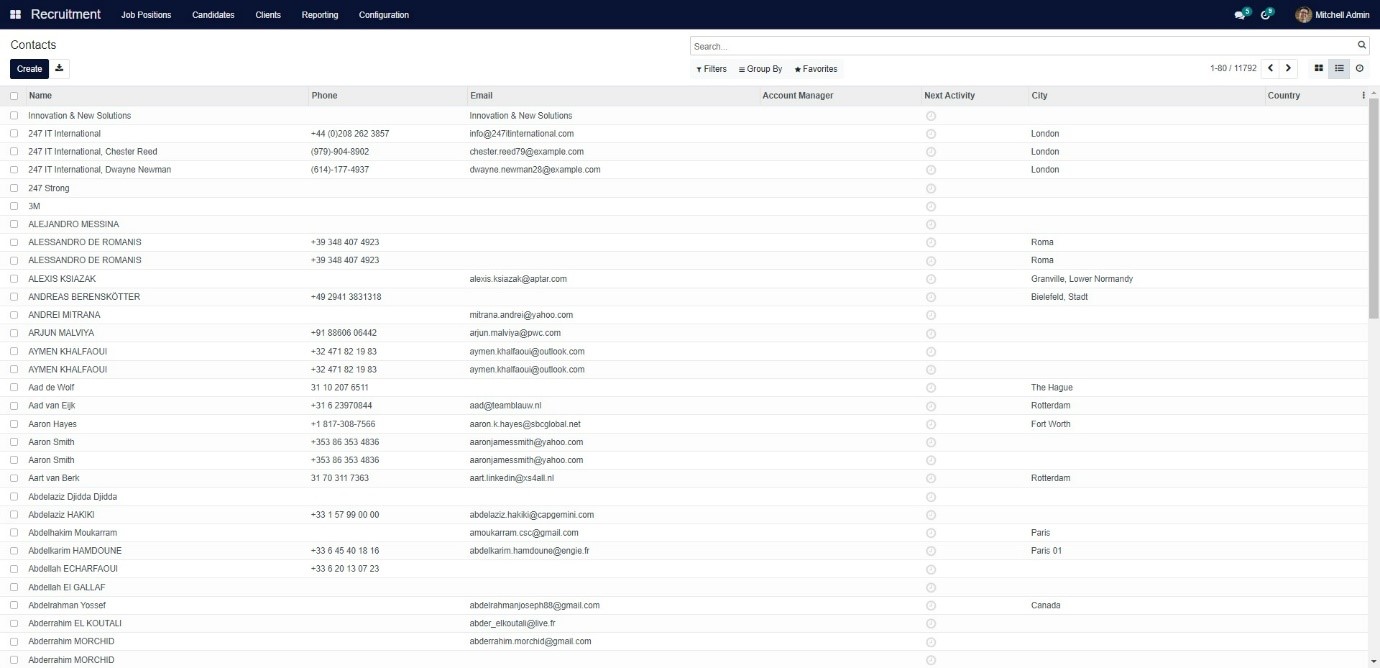 Recruitment Job Positions Candidates Clients Reporting Configuration 5 9 Mitchell Admin
Contacts Search...
Create Filters Group By Favorites 1-80 / 11792
Name Phone Email Account Manager Next Activity City Country
Innovation & New Solutions Innovation & New Solutions
247 IT International +44 (0)208 262 3857 info@247itinternational.com London
247 IT International, Chester Reed (979)-904-8902 chester.reed79@example.com London
247 IT International, Dwayne Newman (614)-177-4937 dwayne.newman28@example.com London
247 Strong
3M
ALEJANDRO MESSINA
ALESSANDRO DE ROMANIS +39 348 407 4923 Roma
ALESSANDRO DE ROMANIS +39 348 407 4923 Roma
ALEXIS KSIAZAK alexis.ksiazak@aptar.com Granville, Lower Normandy
ANDREAS BERENSKÖTTER +49 2941 3831318 Bielefeld, Stadt
ANDREI MITRANA mitrana.andrei@yahoo.com
ARJUN MALVIYA +91 88606 06442 arjun.malviya@pwc.com
AYMEN KHALFAOUI +32 471 82 19 83 aymen.khalfaoui@outlook.com
AYMEN KHALFAOUI +32 471 82 19 83 aymen.khalfaoui@outlook.com
Aad de Wolf 31 10 207 6511 The Hague
Aad van Eijk +31 6 23970844 aad@teamblauw.nl Rotterdam
Aaron Hayes +1 817-308-7566 aaron.k.hayes@sbcglobal.net Fort Worth
Aaron Smith +353 86 353 4836 aaronjamessmith@yahoo.com
Aaron Smith +353 86 353 4836 aaronjamessmith@yahoo.com
Aart van Berk 31 70 311 7363 aart.linkedin@xs4all.nl Rotterdam
Abdelaziz Djidda Djidda
Abdelaziz HAKIKI +33 1 57 99 00 00 abdelaziz.hakiki@capgemini.com
Abdelhakim Moukarram amoukarram.csc@gmail.com Paris
Abdelkarim HAMDOUNE +33 6 45 40 18 16 abdelkarim.hamdoune@engie.fr Paris 01
Abdellah ECHARFAOUI +33 6 20 13 07 23
Abdellah El GALLAF
Abdelrahman Yossef abdelrahmanjoseph88@gmail.com Canada
Abderrahim EL KOUTALI abder_elkoutali@live.fr
Abderrahim MORCHID abderrahim.morchid@gmail.com
Abderrahim MORCHID